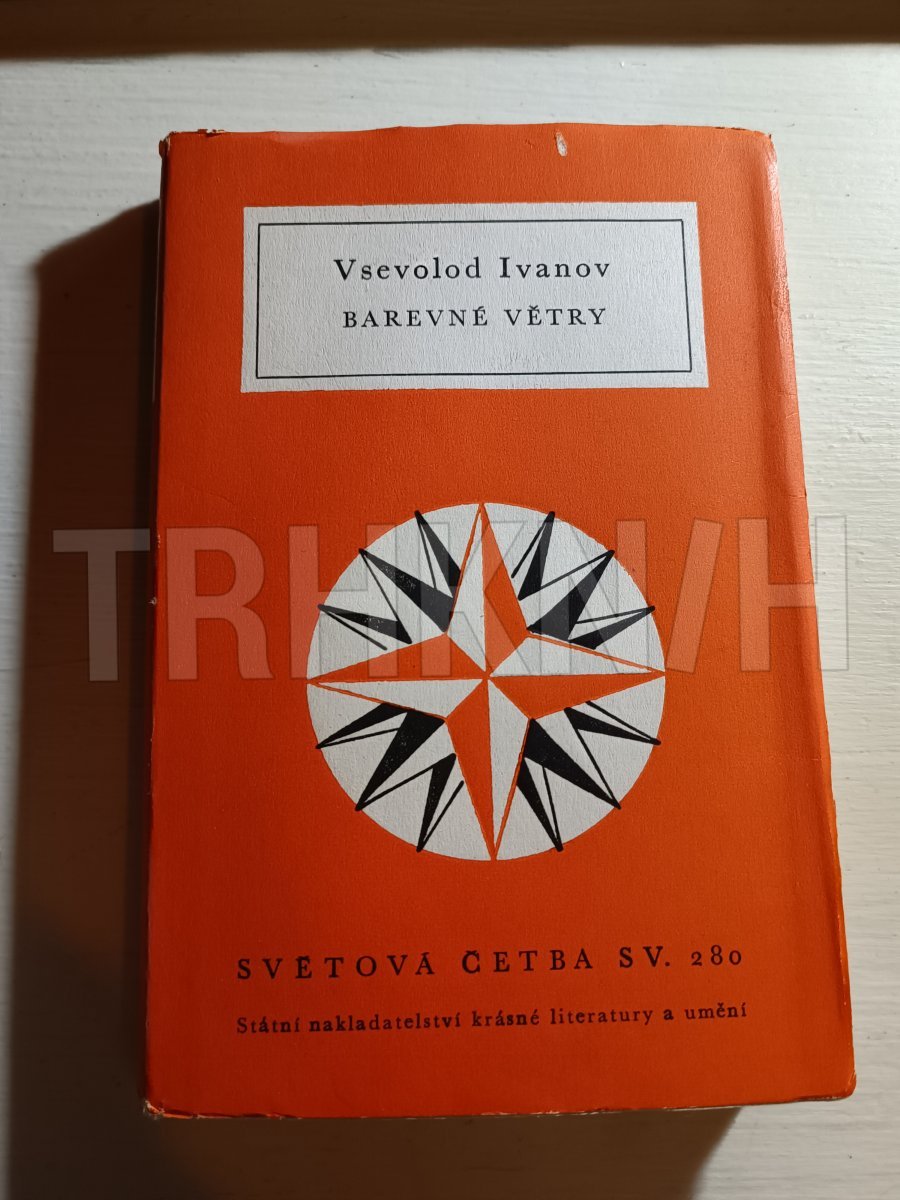 Vsevolod Ivanov
BAREVNÉ VĚTRY
TRHKNIH
SVĚTOVÁ ČETBA SV. 280
Státní nakladatelství krásné literatury a umění